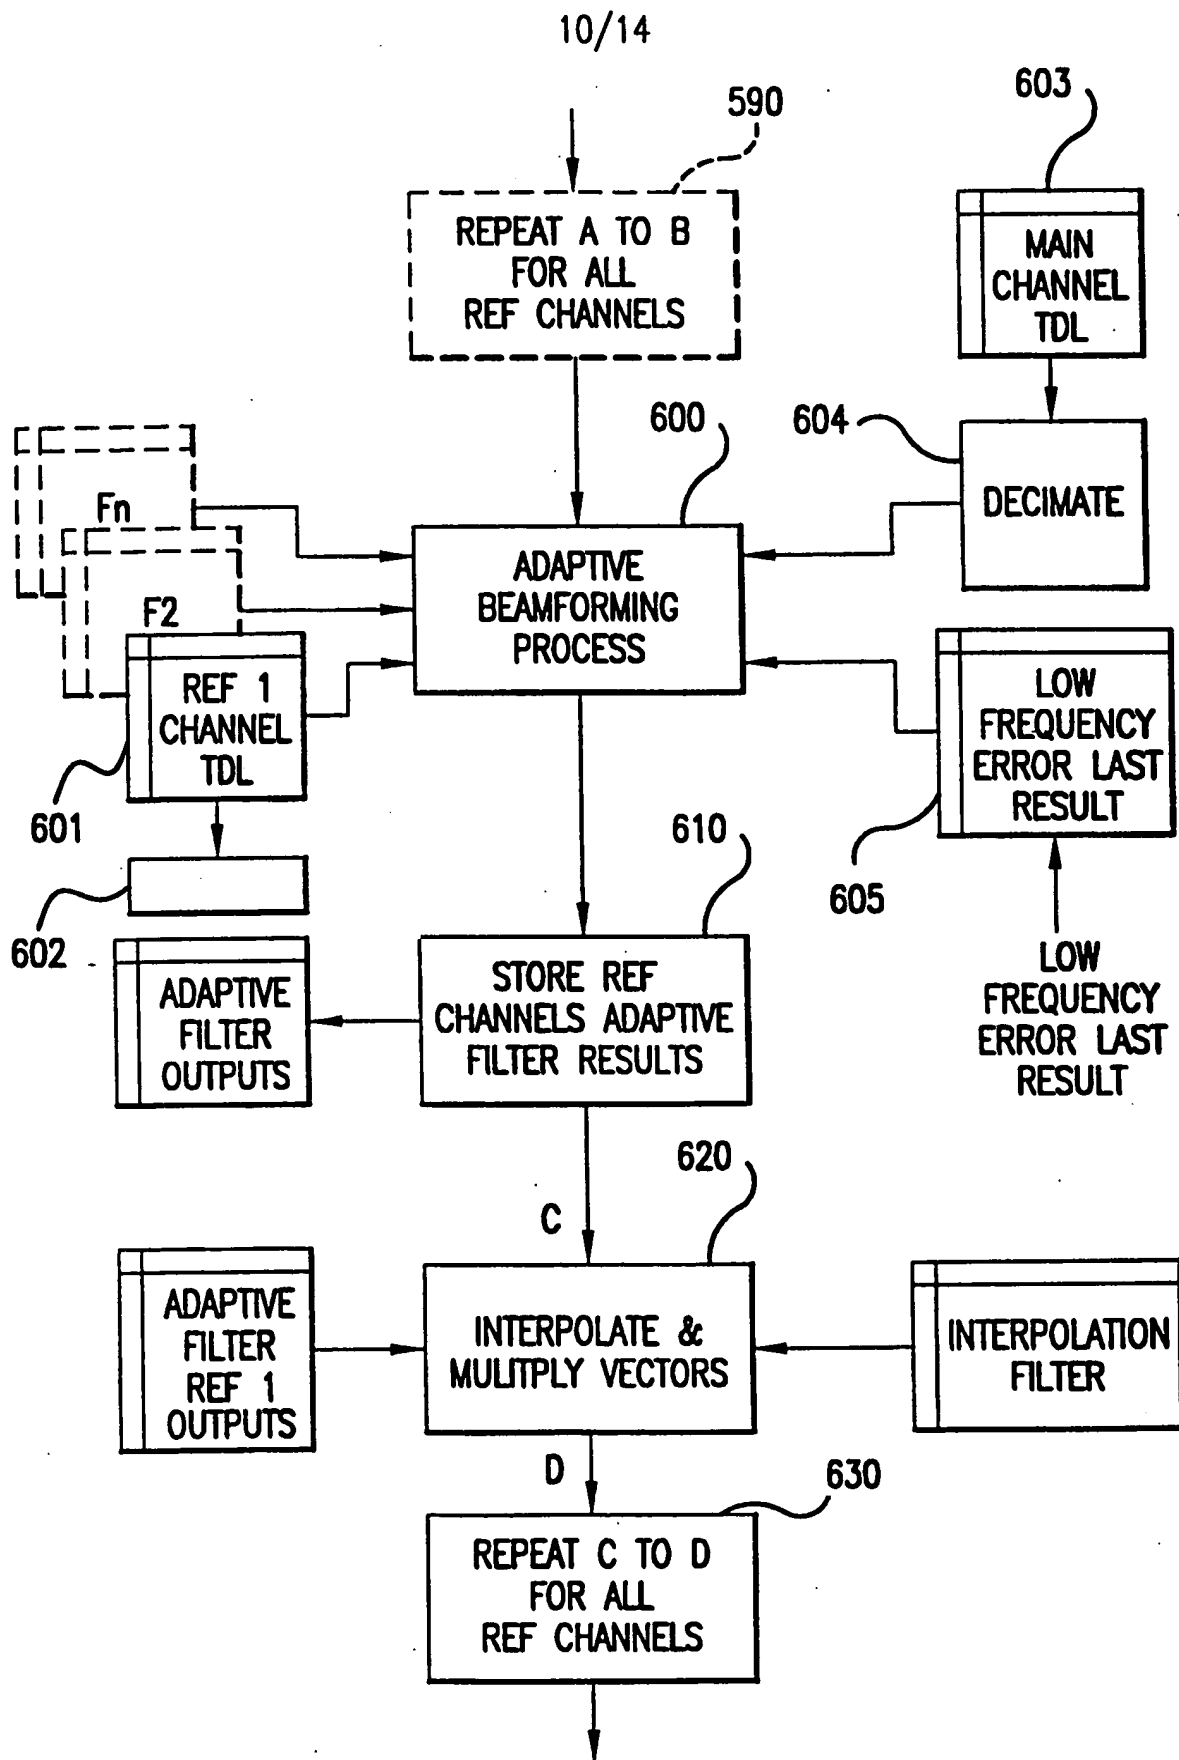 10/14
590
603
REPEAT A TO B
FOR ALL
REF CHANNELS
MAIN
CHANNEL
TDL
600
604
DECIMATE
Fn
ADAPTIVE
BEAMFORMING
PROCESS
F2
REF 1
CHANNEL
TDL
LOW
FREQUENCY
ERROR LAST
RESULT
601
610
605
602
ADAPTIVE
FILTER
OUTPUTS
STORE REF
CHANNELS ADAPTIVE
FILTER RESULTS
LOW
FREQUENCY
ERROR LAST
RESULT
620
C
ADAPTIVE
FILTER
REF 1
OUTPUTS
INTERPOLATE &
MULITPLY VECTORS
INTERPOLATION
FILTER
D
630
REPEAT C TO D
FOR ALL
REF CHANNELS